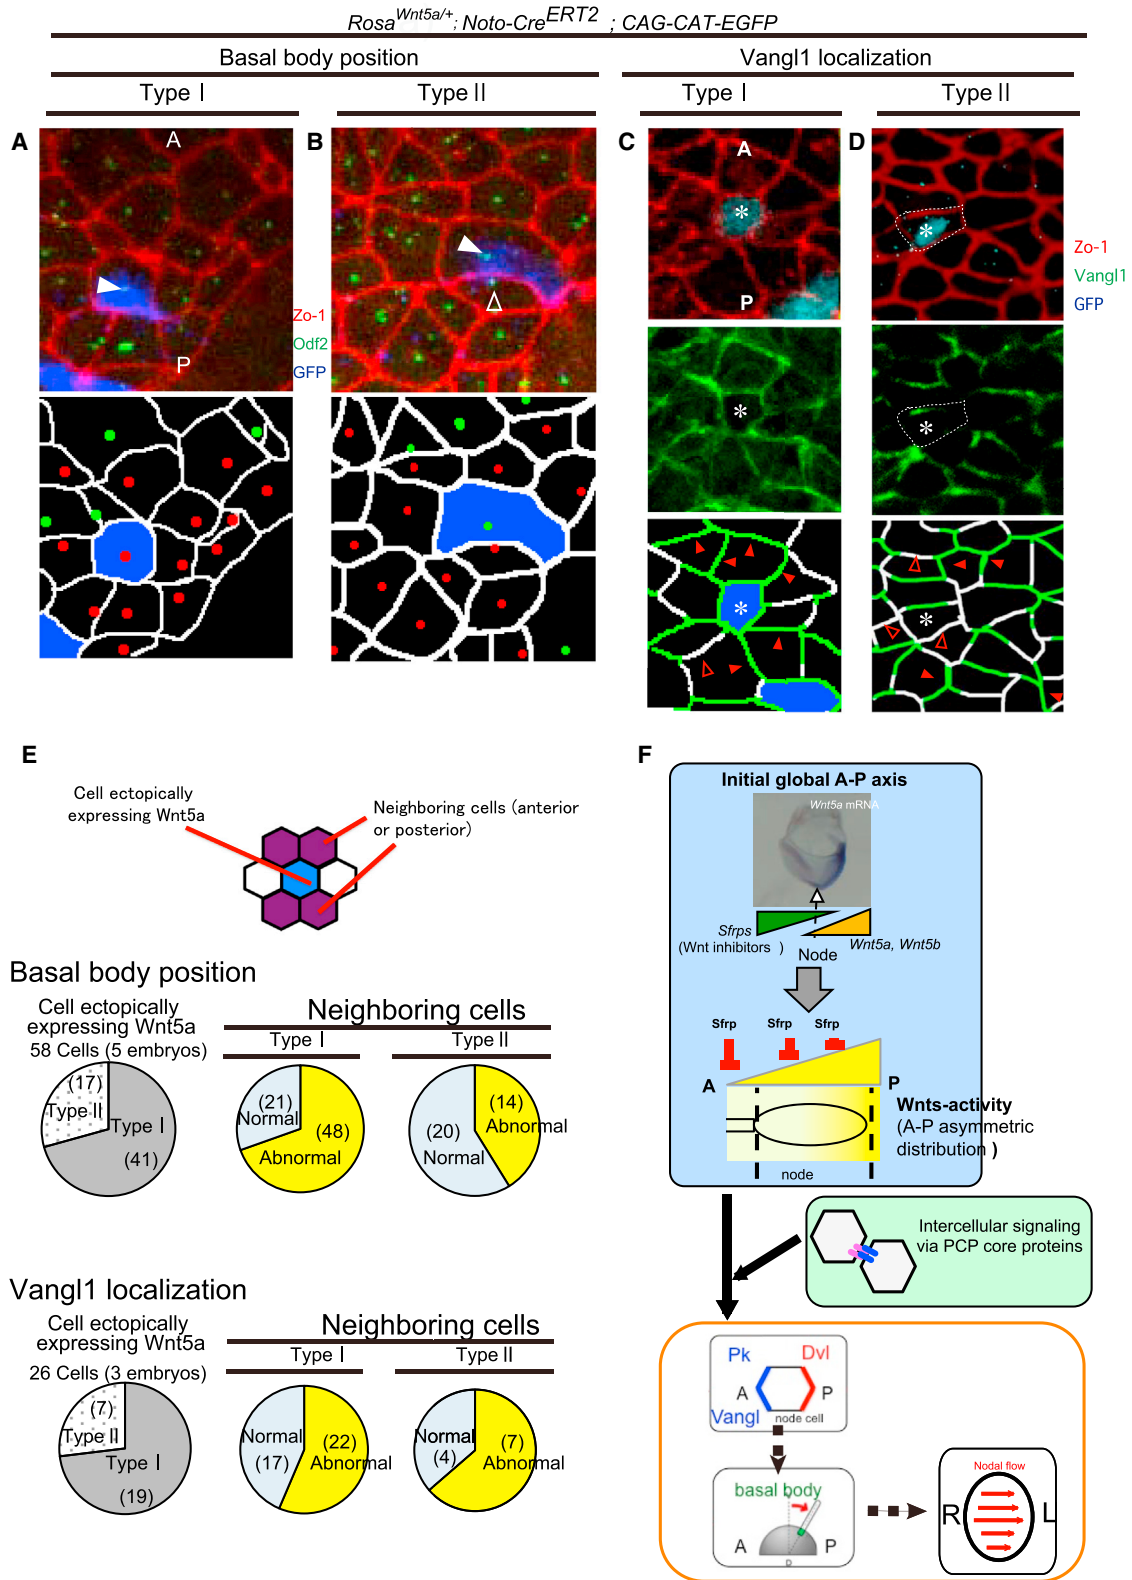 Rosa^Wnt5a/+; Noto-Cre^ERT2 ; CAG-CAT-EGFP
Basal body position
Vangl1 localization
Type I
Type II
Type I
Type II
A
A
P
Zo-1
Odf2
GFP
B
C
A
*
P
*
*
D
*
*
*
Zo-1
Vangl1
GFP
E
Cell ectopically
expressing Wnt5a
Neighboring cells (anterior
or posterior)
Basal body position
Cell ectopically
expressing Wnt5a
58 Cells (5 embryos)
Neighboring cells
Type I
Type II
(17)
Type II
Type I
(41)
(21)
Normal
(48)
Abnormal
(14)
Abnormal
(20)
Normal
Vangl1 localization
Cell ectopically
expressing Wnt5a
26 Cells (3 embryos)
Neighboring cells
Type I
Type II
(7)
Type II
Type I
(19)
Normal
(17)
(22)
Abnormal
Normal
(4)
(7)
Abnormal
F
Initial global A-P axis
Wnt5a mRNA
Sfrps
(Wnt inhibitors )
Wnt5a, Wnt5b
Node
Sfrp
Sfrp
Sfrp
A
P
Wnts-activity
(A-P asymmetric
distribution )
node
Intercellular signaling
via PCP core proteins
Pk
Dvl
A
P
Vangl
node cell
basal body
A
P
D
Nodal flow
R
L